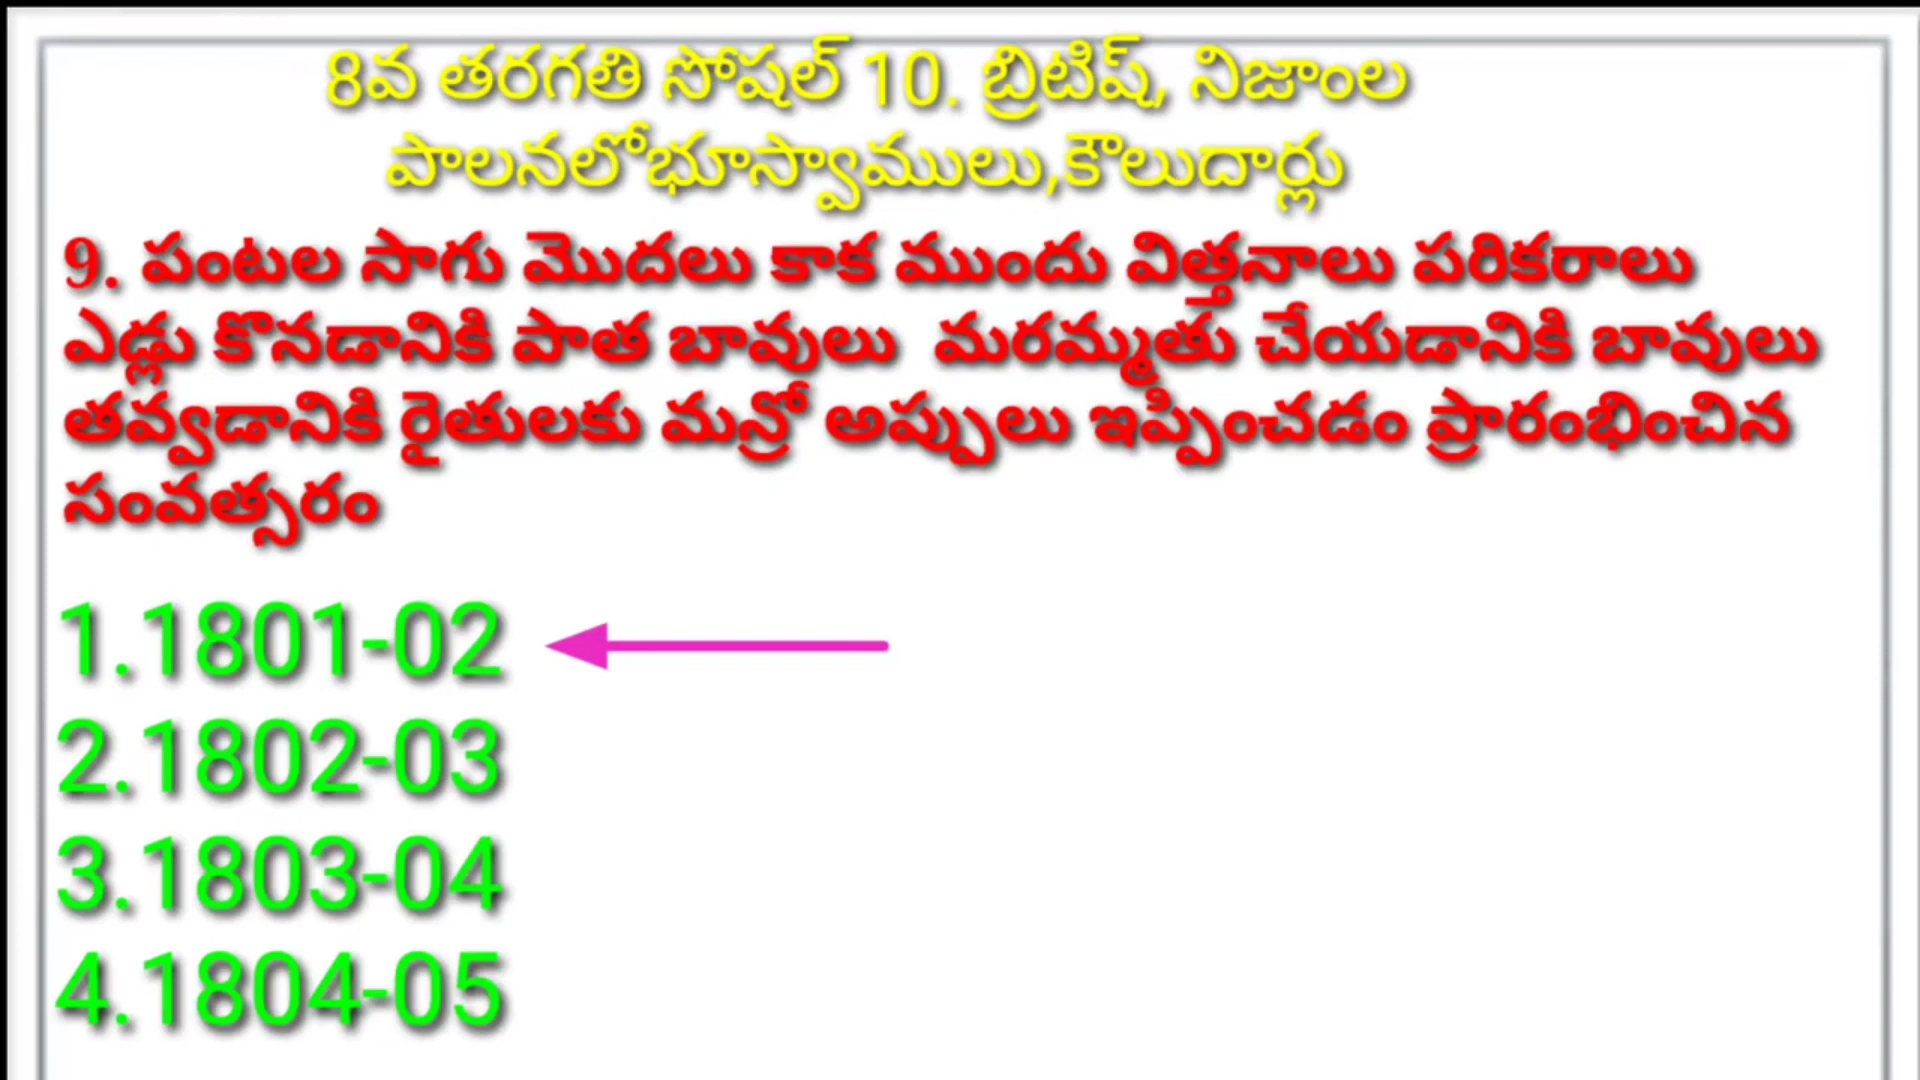 8వ తరగతి సోషల్ 10. బ్రిటిష్, నిజాంల
పాలనలోభూస్వాములు,కౌలుదార్లు
9. పంటల సాగు మొదలు కాక ముందు విత్తనాలు పరికరాలు
ఎడ్లు కొనడానికి పాత బావులు మరమ్మతు చేయడానికి బావులు
తవ్వడానికి రైతులకు మన్రో అప్పులు ఇప్పించడం ప్రారంభించిన
సంవత్సరం
1.1801-02
2.1802-03
3.1803-04
4.1804-05